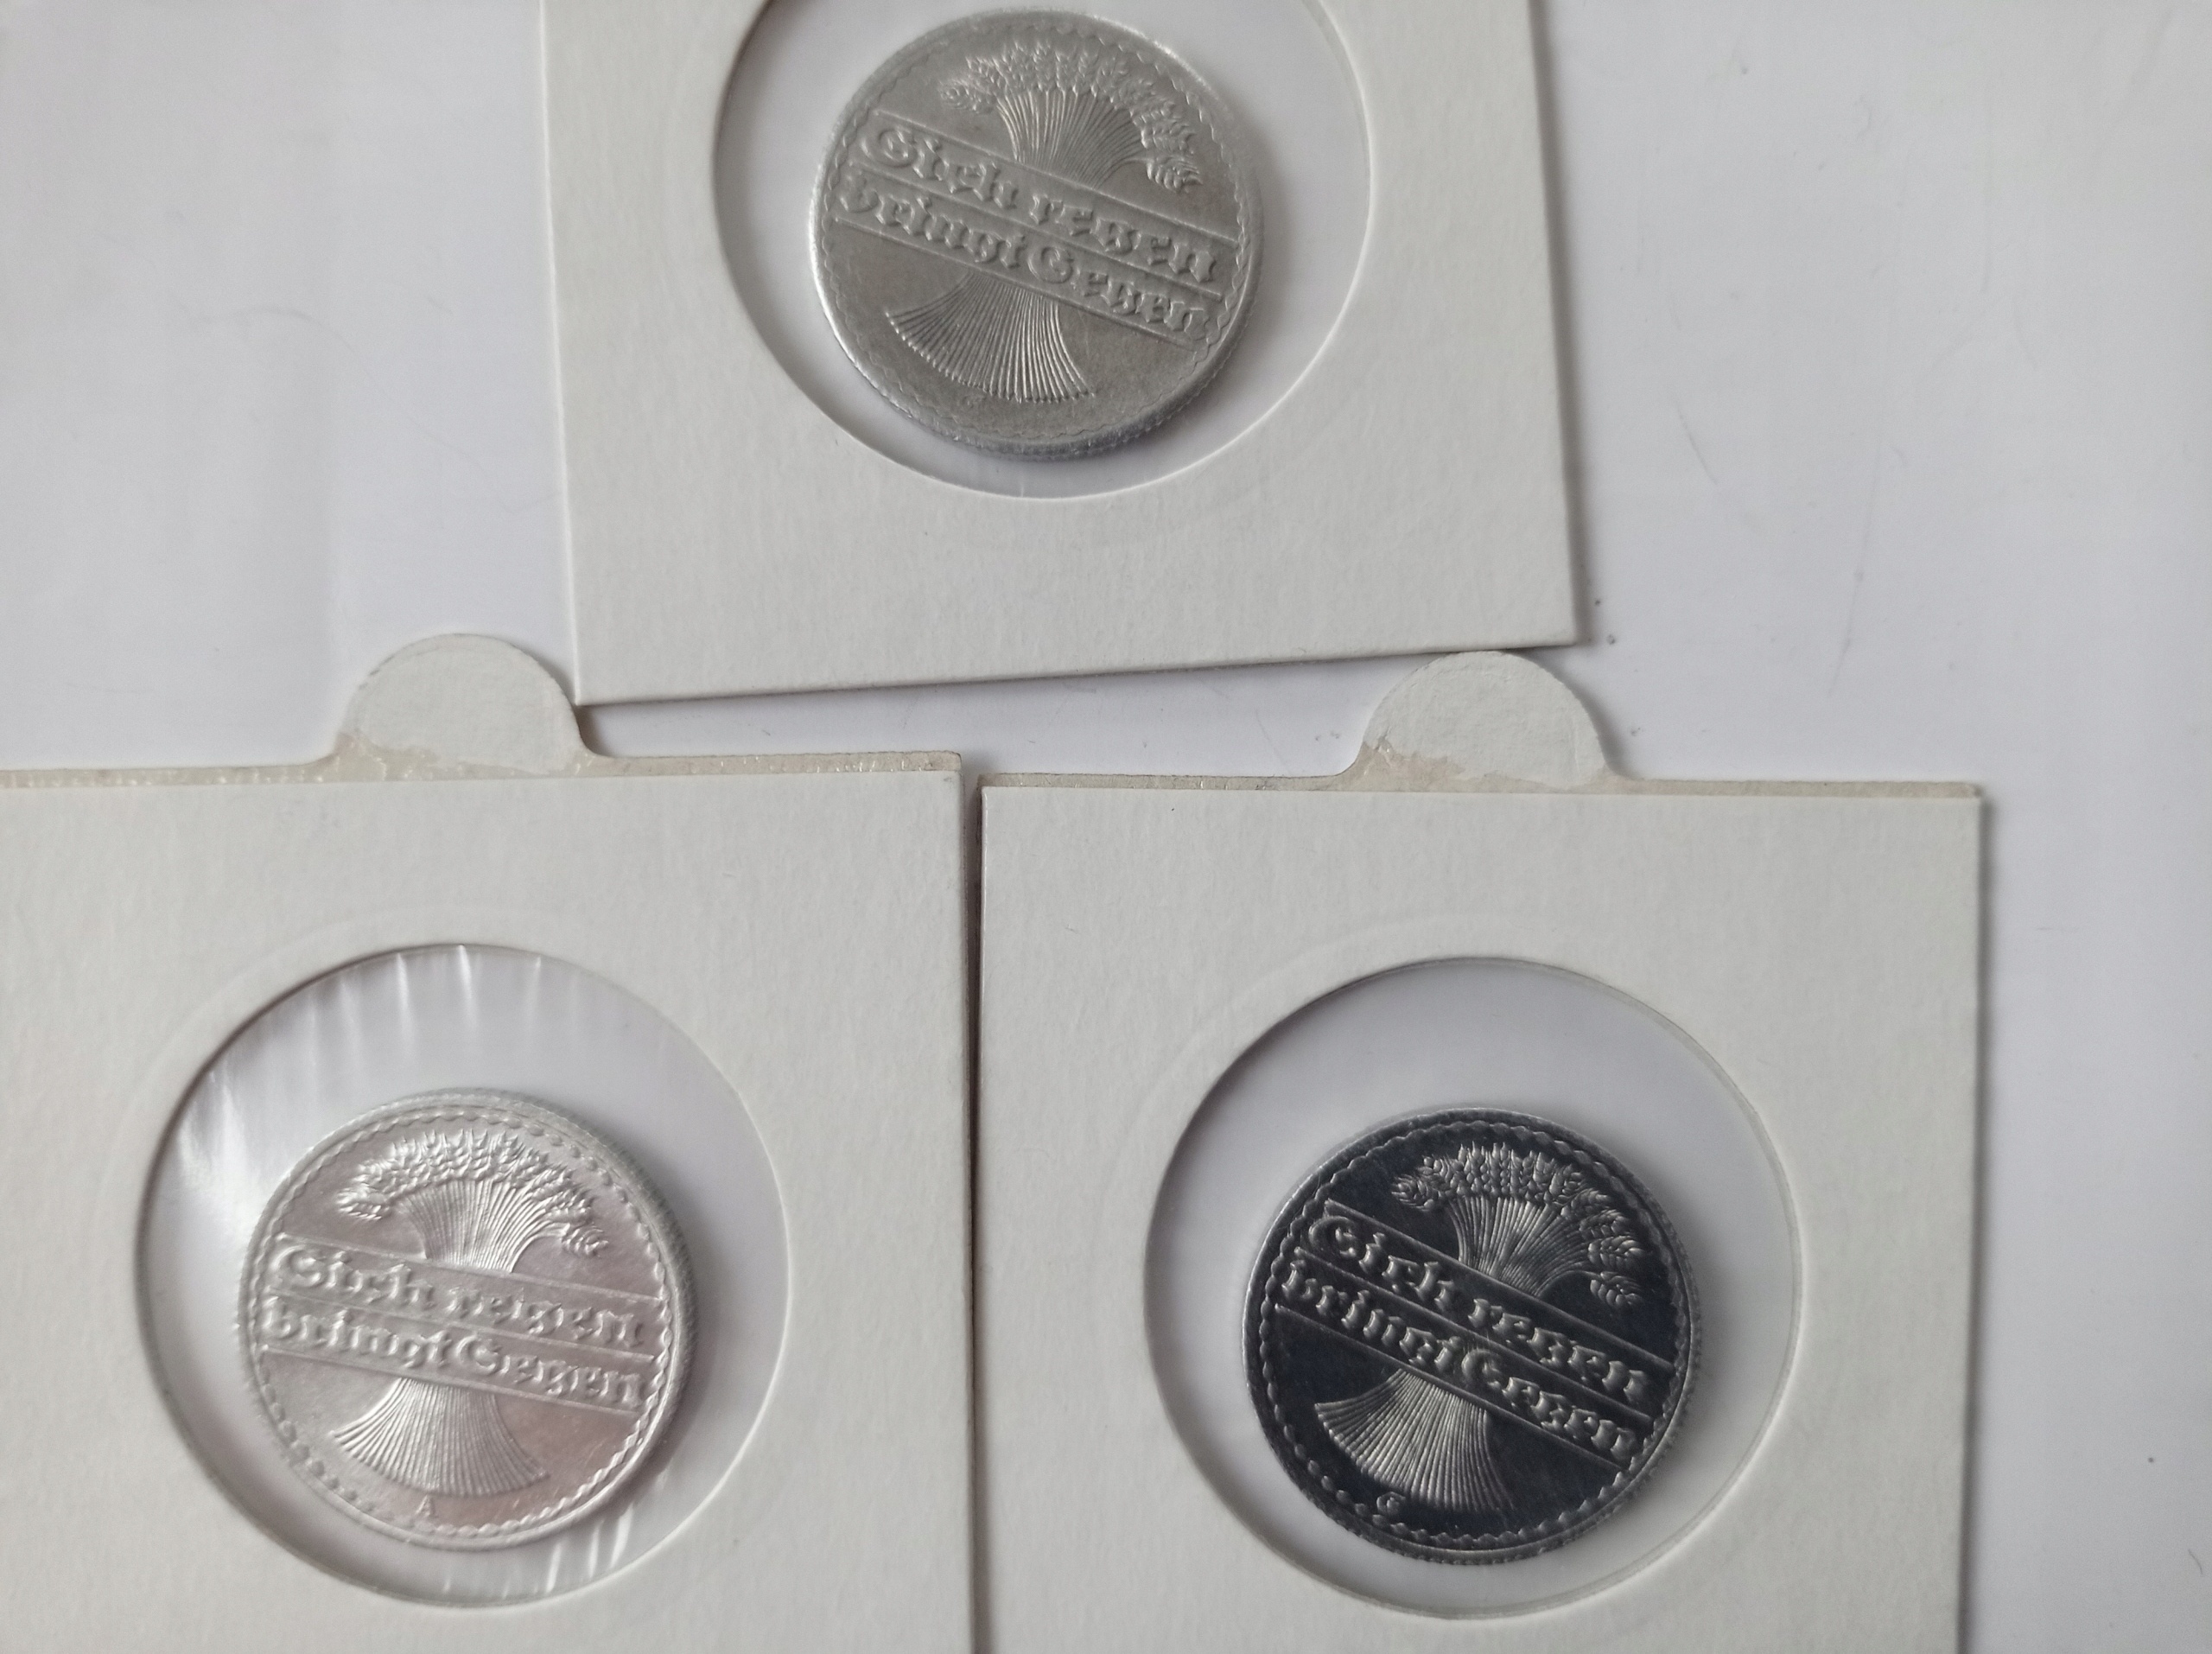 Sich regen
bringt Segen
Sich regen
bringt Segen
A
Sich regen
bringt Segen
G